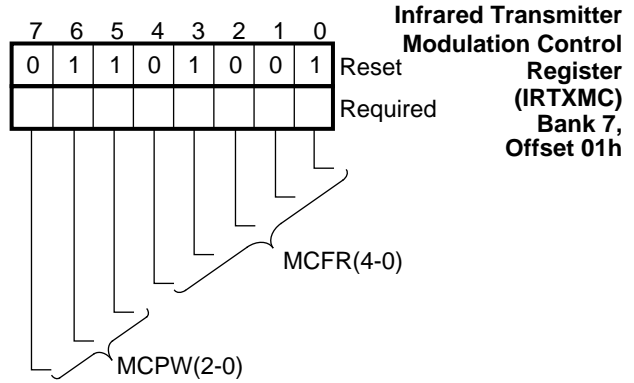 Infrared Transmitter
Modulation Control
Register
(IRTXMC)
Bank 7,
Offset 01h
7 6 5 4 3 2 1 0
0 1 1 0 1 0 0 1 Reset
Required
MCFR(4-0)
MCPW(2-0)